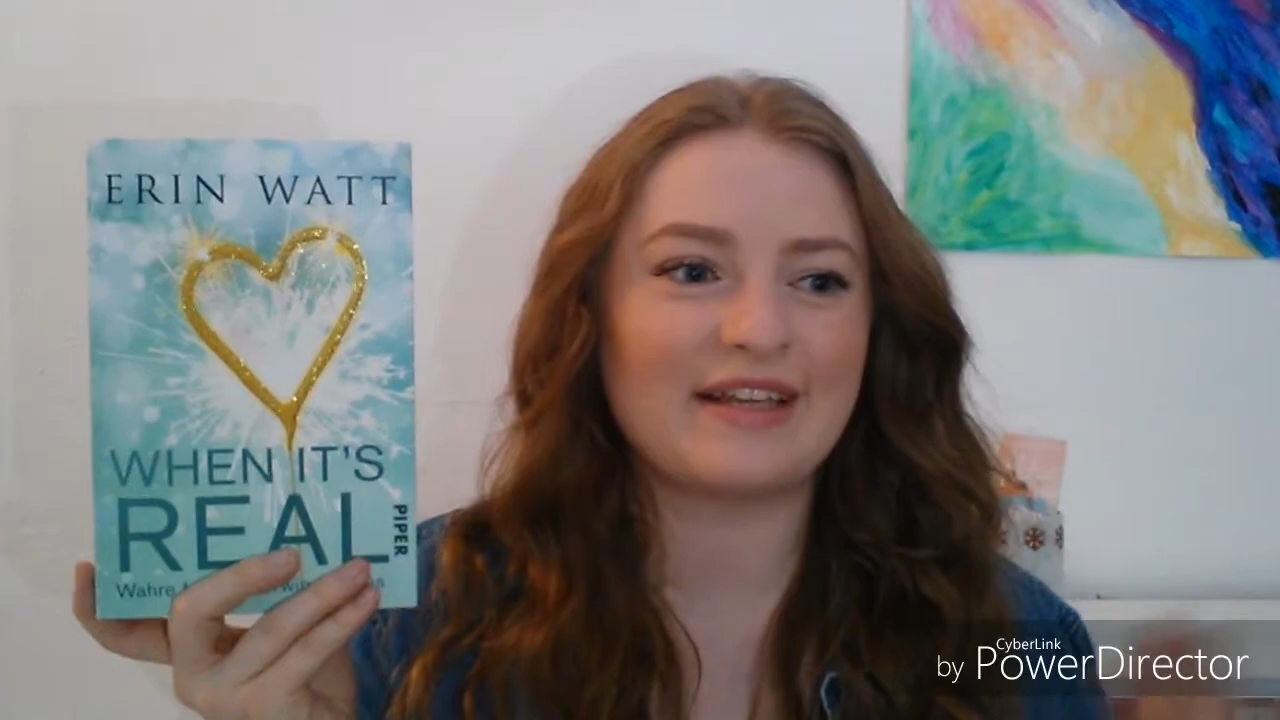 ERIN WATT
WHEN IT'S
REAL
PIPER
Wahre
CyberLink
by PowerDirector